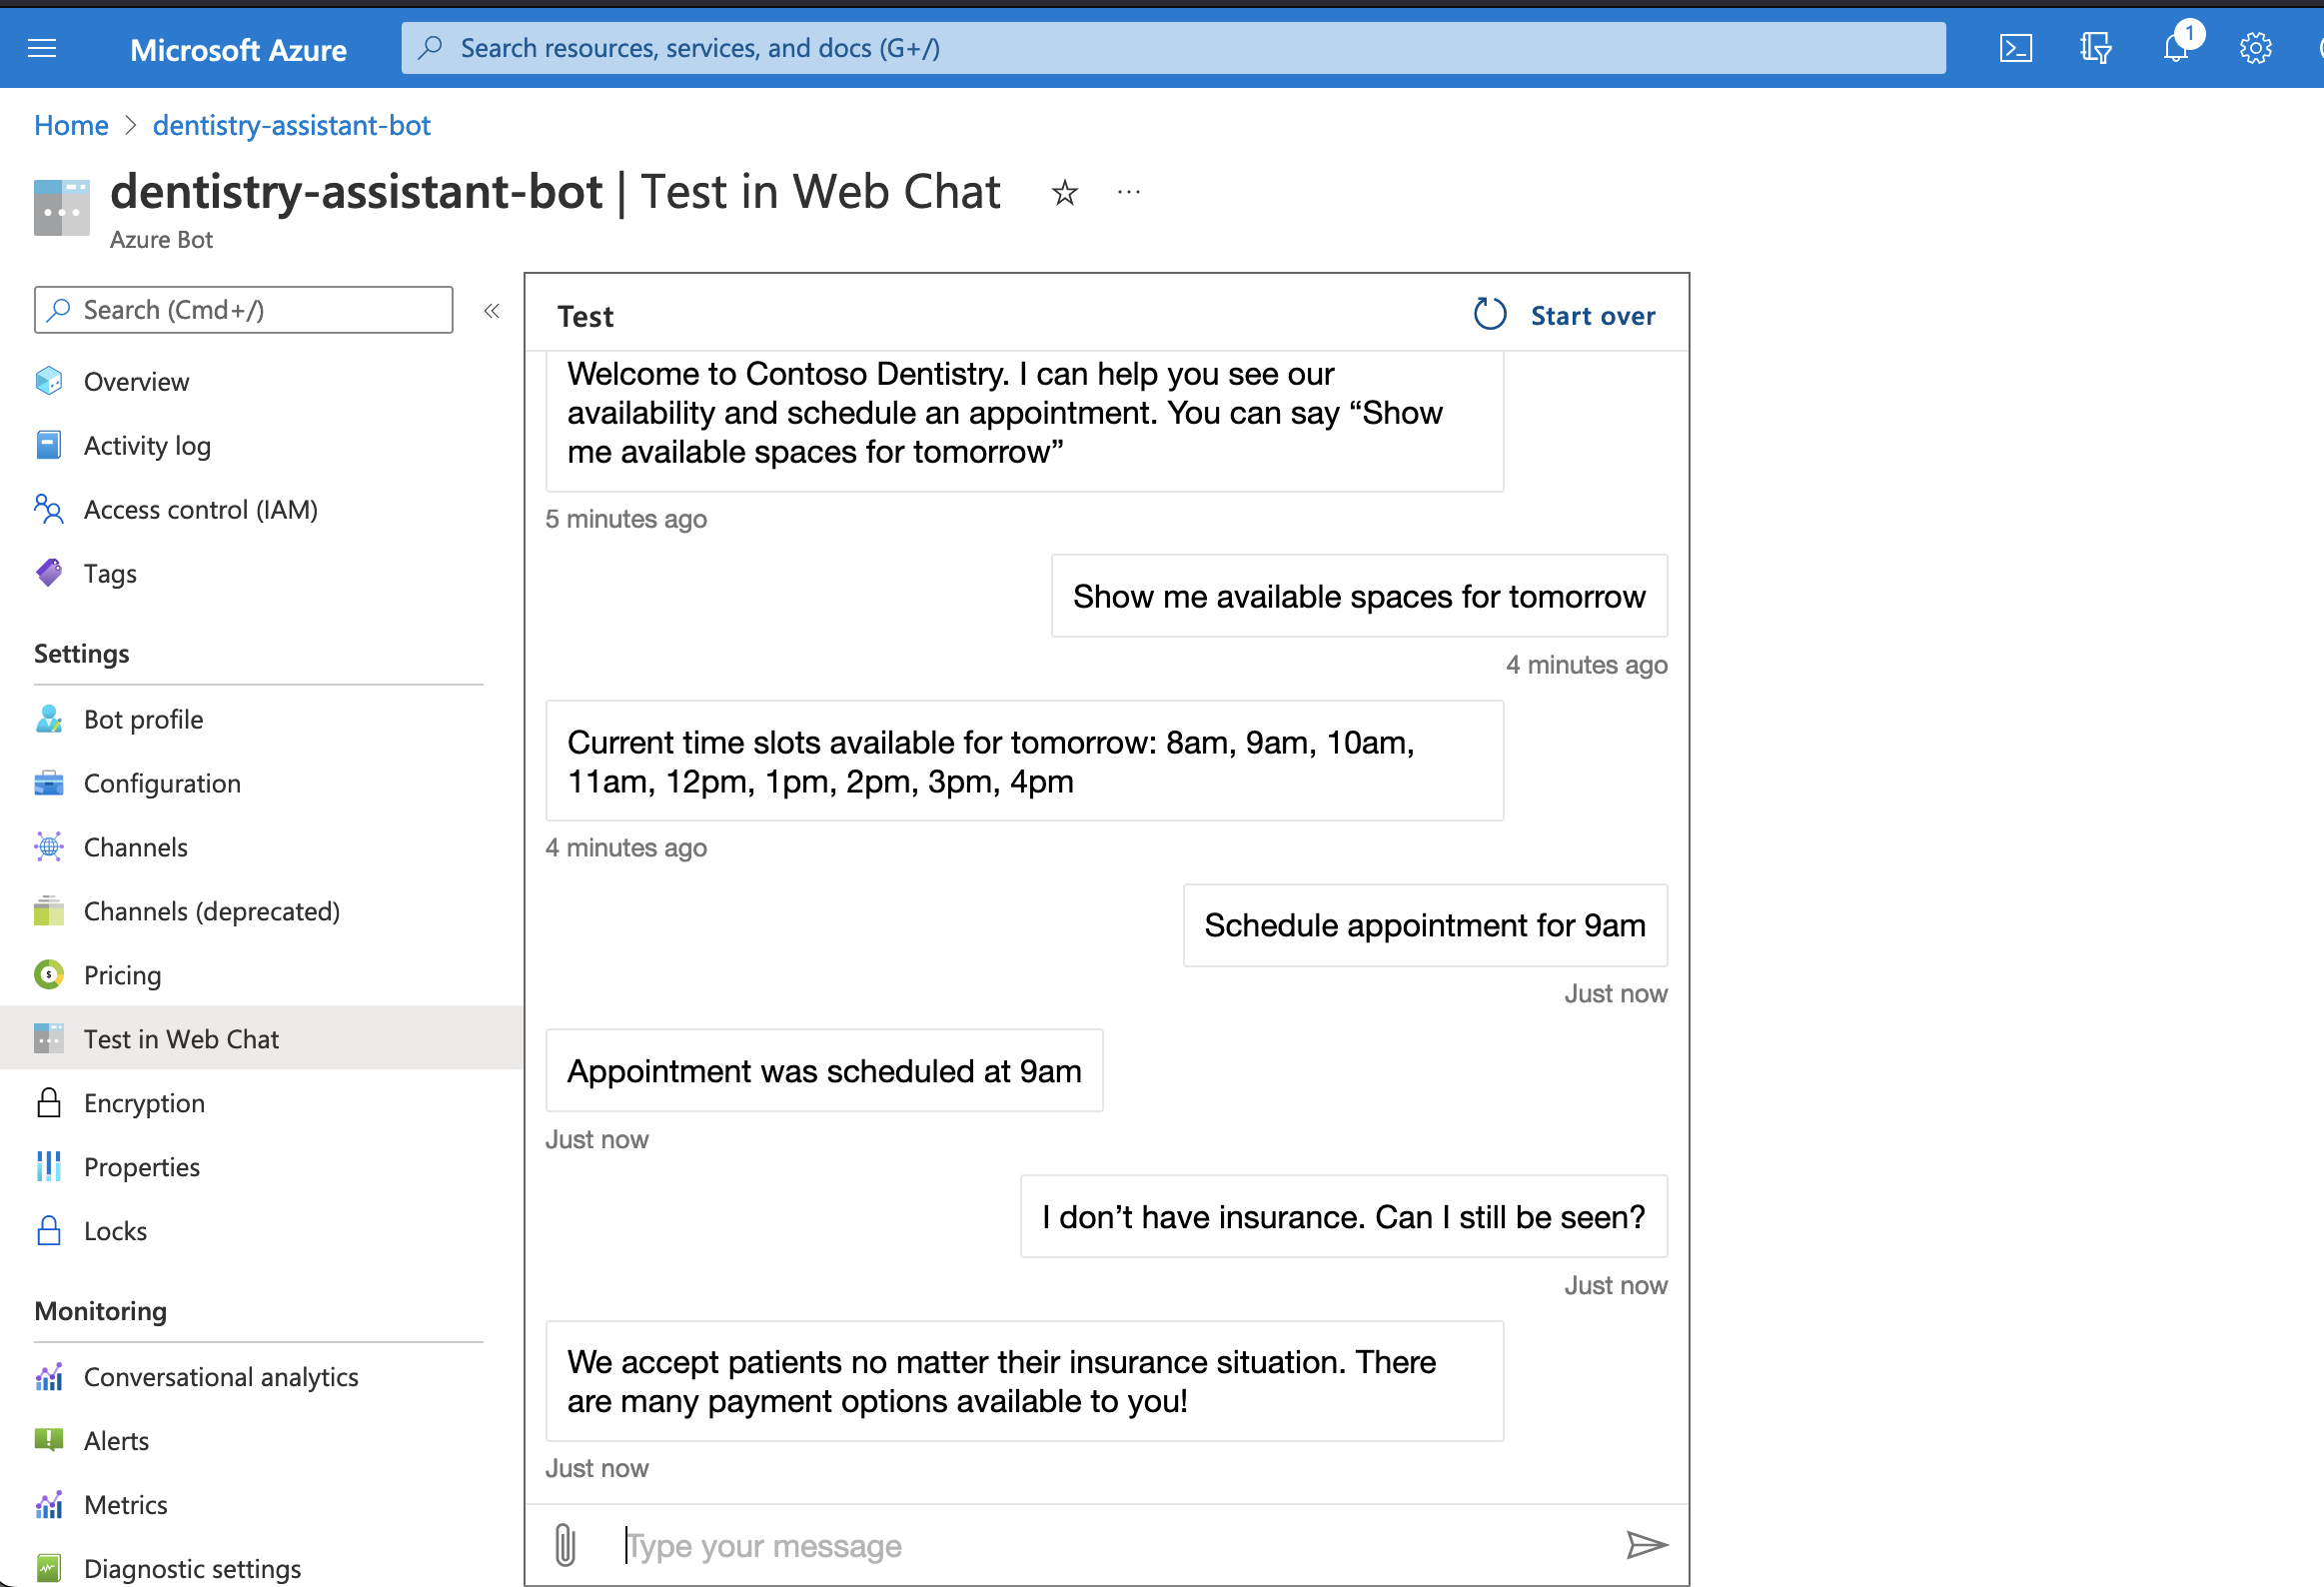 Microsoft Azure
Search resources, services, and docs (G+/)
1
Home > dentistry-assistant-bot
dentistry-assistant-bot | Test in Web Chat
Azure Bot
Search (Cmd+/)
Overview
Activity log
Access control (IAM)
Tags
Settings
Bot profile
Configuration
Channels
Channels (deprecated)
Pricing
Test in Web Chat
Encryption
Properties
Locks
Monitoring
Conversational analytics
Alerts
Metrics
Diagnostic settings
Test
Start over
Welcome to Contoso Dentistry. I can help you see our
availability and schedule an appointment. You can say “Show
me available spaces for tomorrow”
5 minutes ago
Show me available spaces for tomorrow
4 minutes ago
Current time slots available for tomorrow: 8am, 9am, 10am,
11am, 12pm, 1pm, 2pm, 3pm, 4pm
4 minutes ago
Schedule appointment for 9am
Just now
Appointment was scheduled at 9am
Just now
I don’t have insurance. Can I still be seen?
Just now
We accept patients no matter their insurance situation. There
are many payment options available to you!
Just now
Type your message